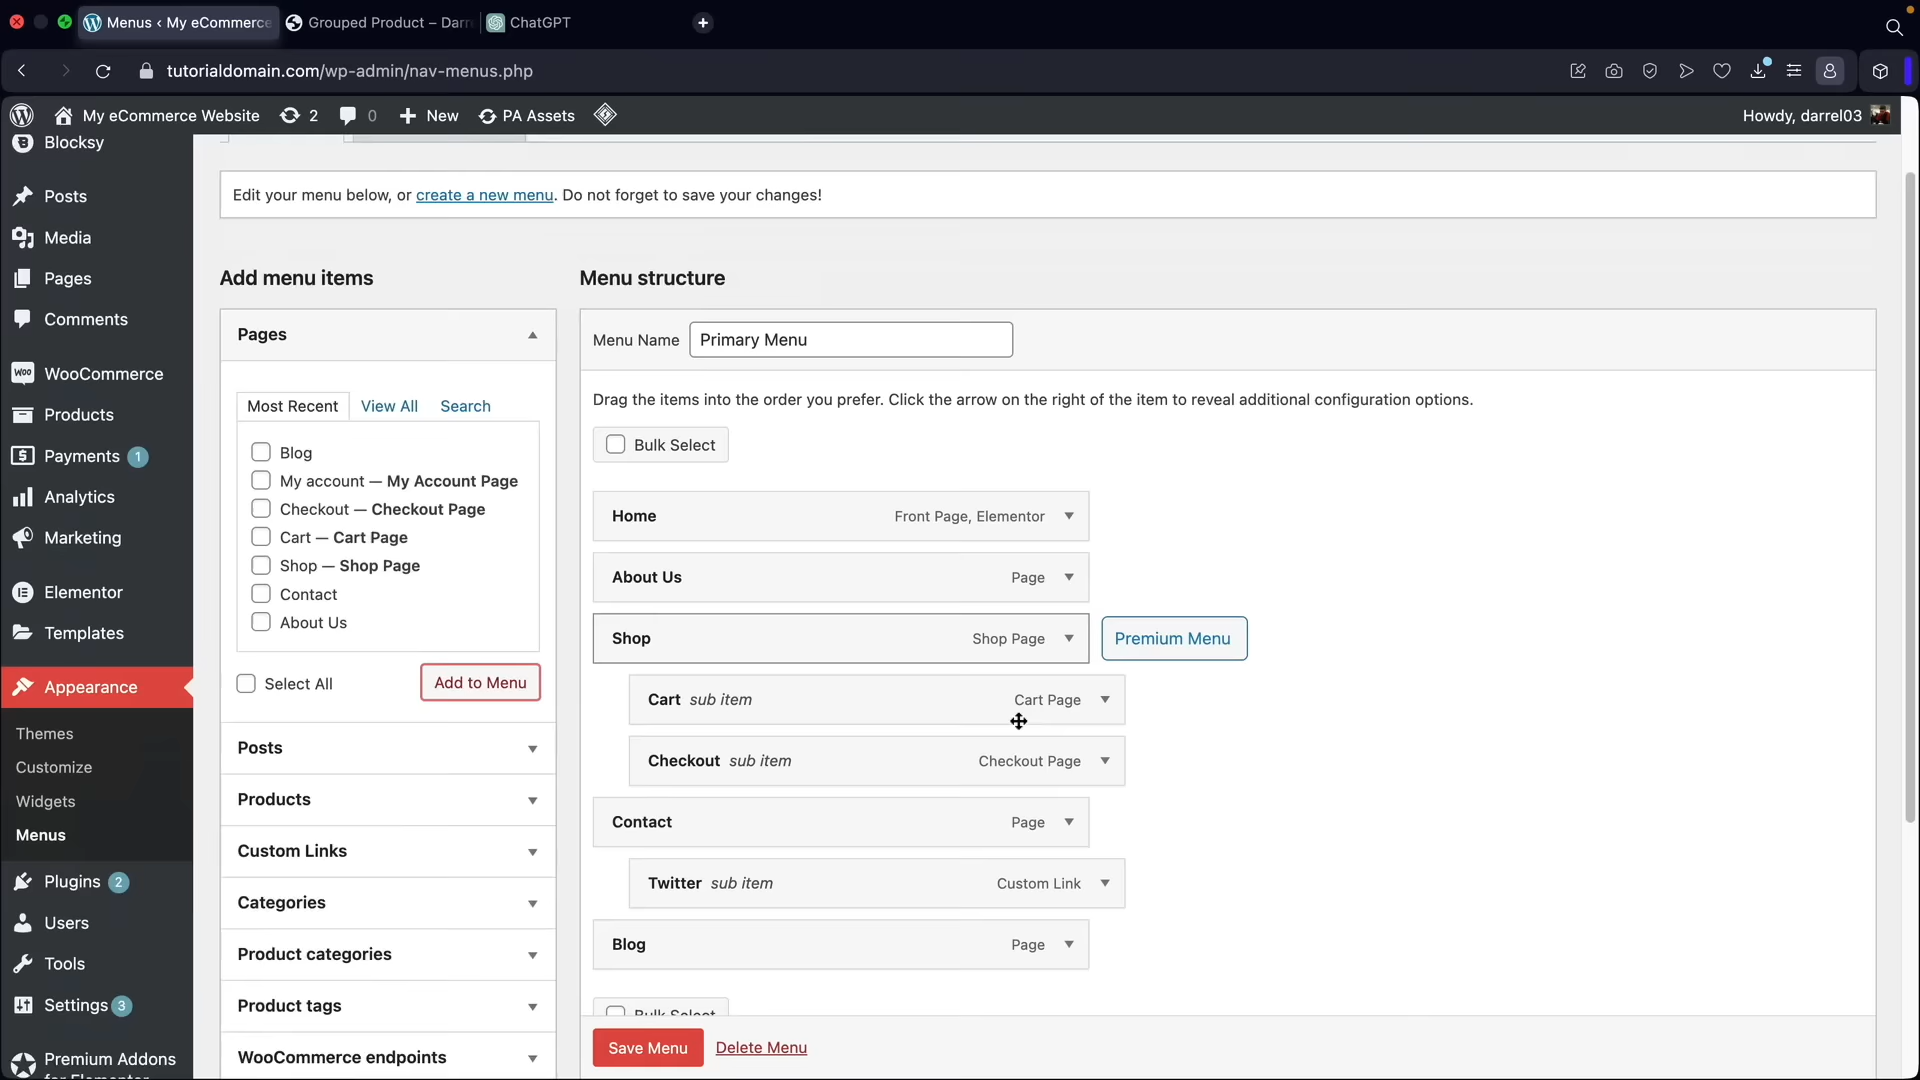 Menus < My eCommerce
Grouped Product – Darr
ChatGPT
tutorialdomain.com/wp-admin/nav-menus.php
My eCommerce Website
2
0
New
PA Assets
Howdy, darrel03
Blocksy
Posts
Media
Pages
Comments
WooCommerce
Products
Payments 1
Analytics
Marketing
Elementor
Templates
Appearance
Themes
Customize
Widgets
Menus
Plugins 2
Users
Tools
Settings 3
Premium Addons
for Elementor
Edit your menu below, or create a new menu. Do not forget to save your changes!
Add menu items
Pages
Most Recent
View All
Search
Blog
My account — My Account Page
Checkout — Checkout Page
Cart — Cart Page
Shop — Shop Page
Contact
About Us
Select All
Add to Menu
Posts
Products
Custom Links
Categories
Product categories
Product tags
WooCommerce endpoints
Menu structure
Menu Name
Primary Menu
Drag the items into the order you prefer. Click the arrow on the right of the item to reveal additional configuration options.
Bulk Select
Home
Front Page, Elementor
About Us
Page
Shop
Shop Page
Premium Menu
Cart sub item
Cart Page
Checkout sub item
Checkout Page
Contact
Page
Twitter sub item
Custom Link
Blog
Page
Bulk Select
Save Menu
Delete Menu